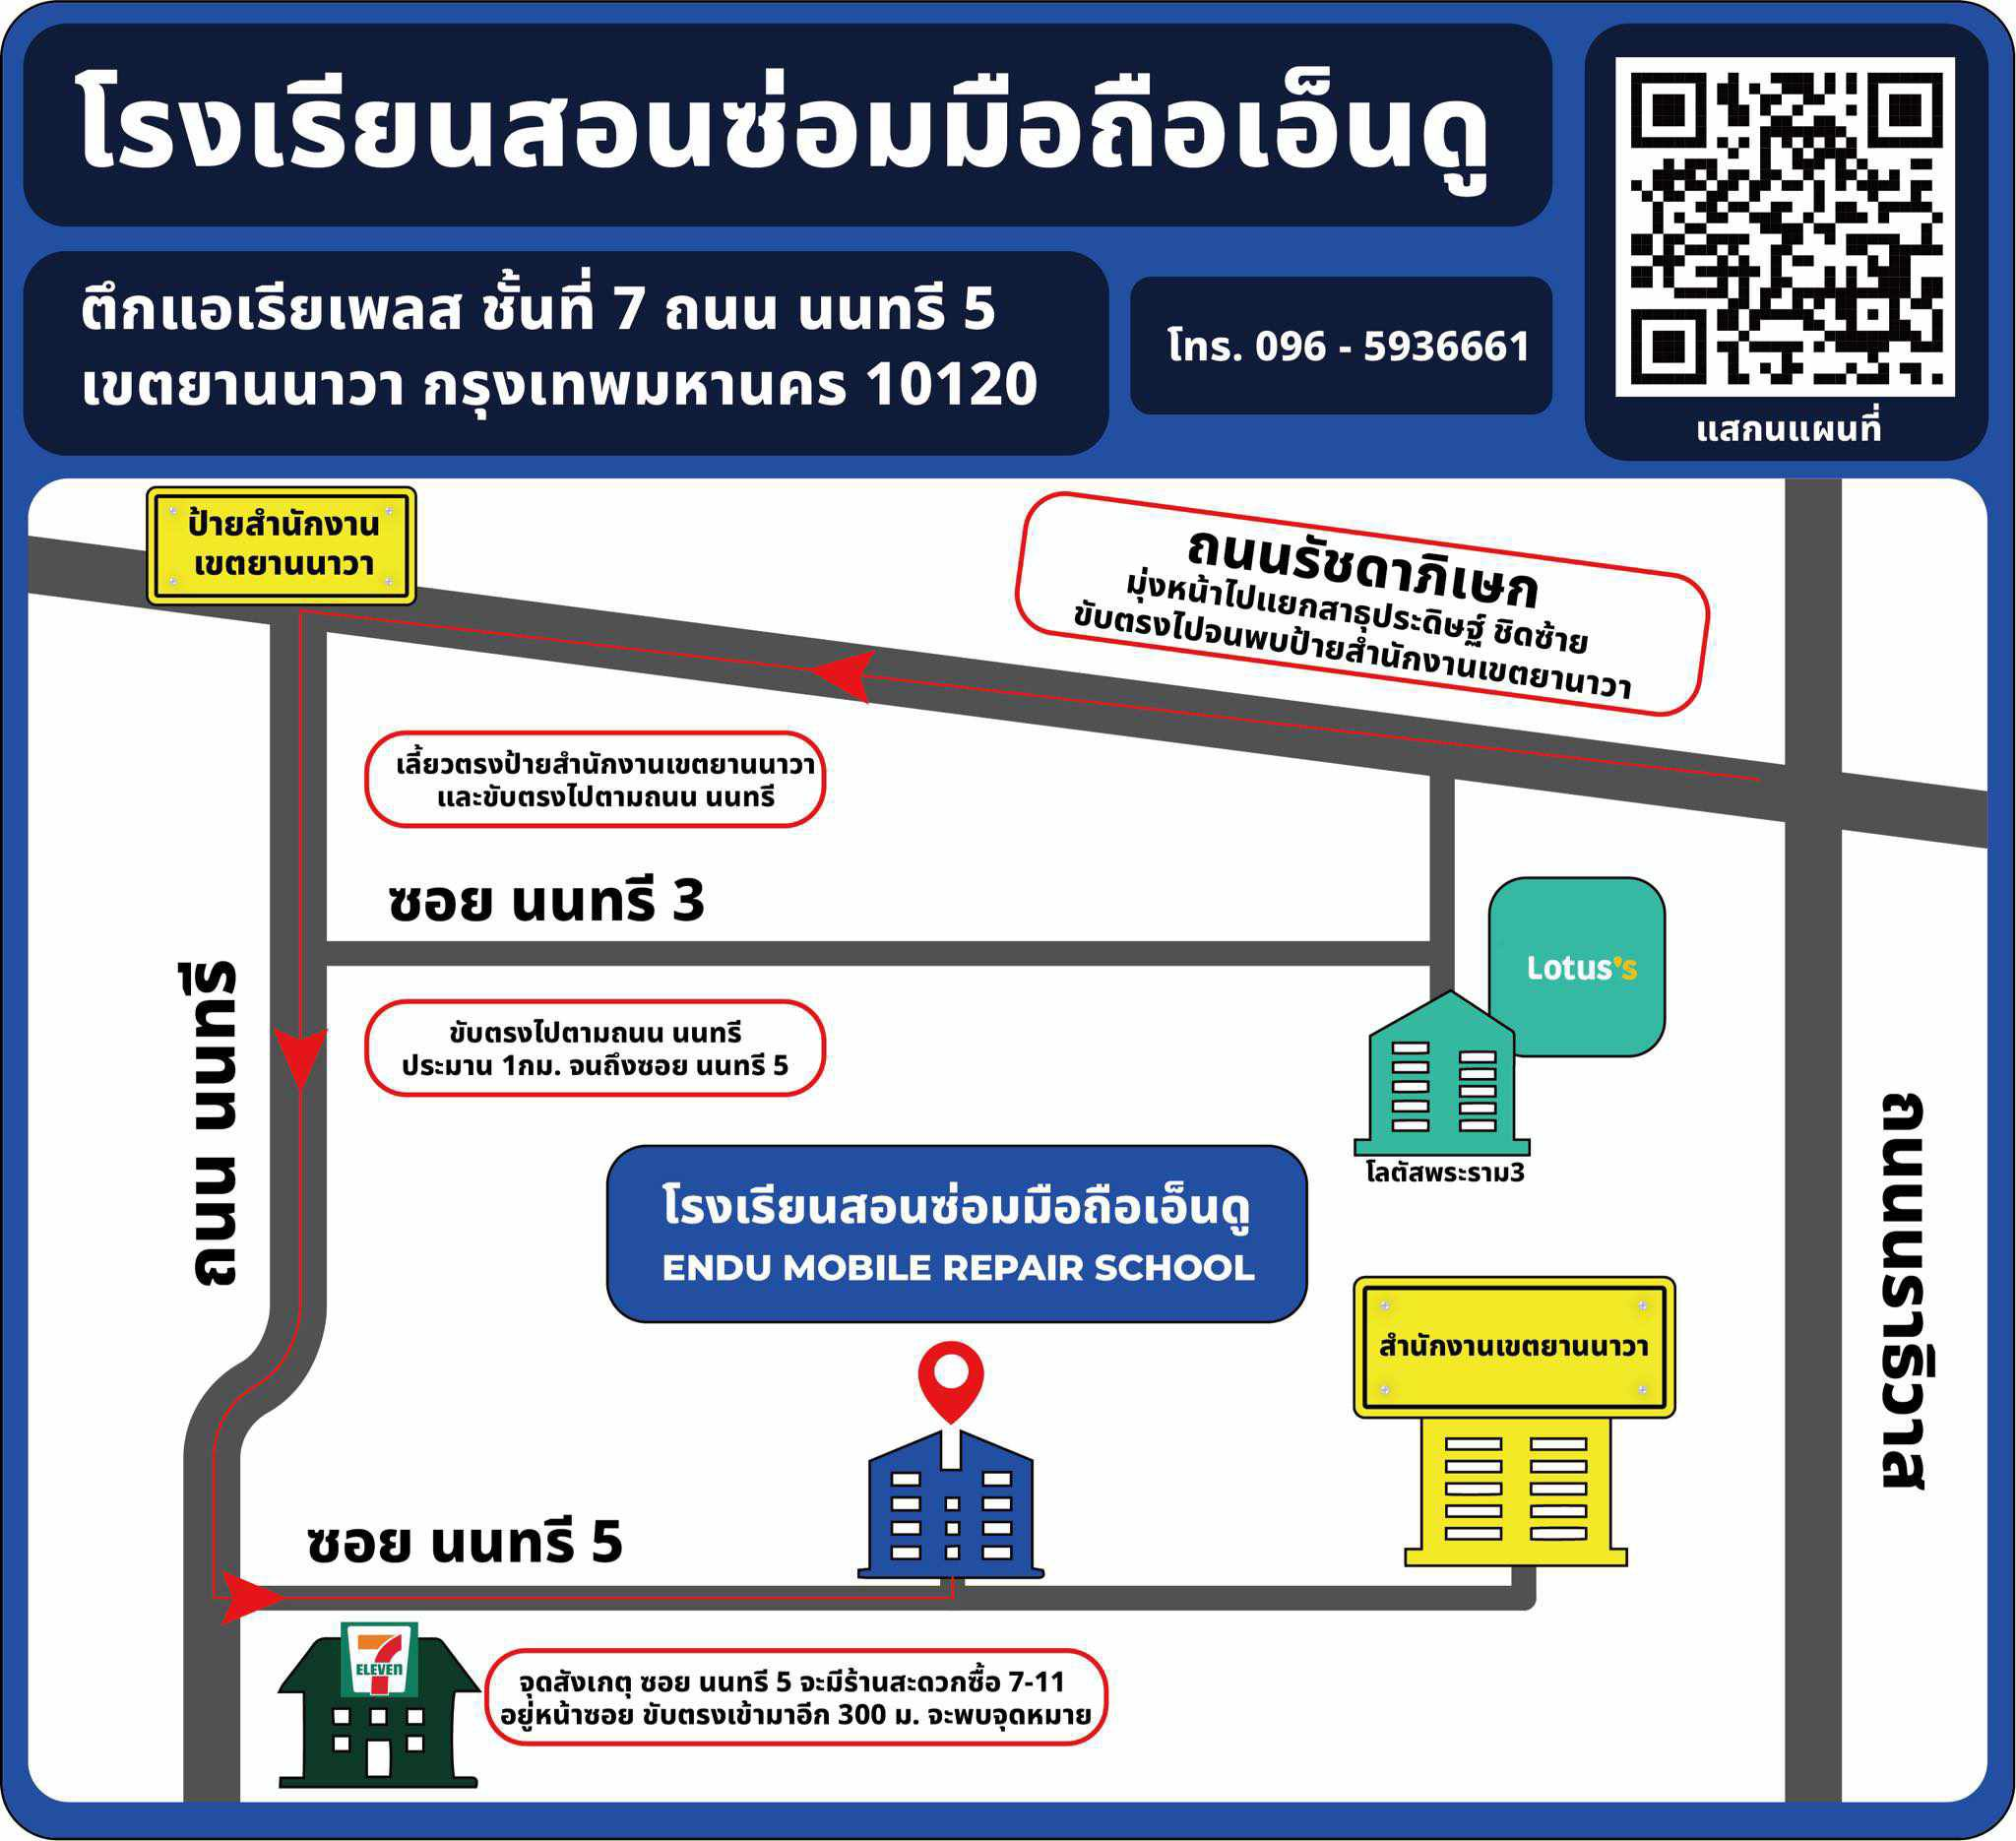 โรงเรียนสอนซ่อมมือถือเอ็นดู
ตึกแอเรียเพลส ชั้นที่ 7 ถนน นนทรี 5
เขตยานนาวา กรุงเทพมหานคร 10120
โทร. 096 - 5936661
แสกนแผนที่
ป้ายสำนักงาน
เขตยานนาวา
ถนนรัชดาภิเษก
มุ่งหน้าไปแยกสาธุประดิษฐ์ ชิดซ้าย
ขับตรงไปจนพบป้ายสำนักงานเขตยานาวา
เลี้ยวตรงป้ายสำนักงานเขตยานนาวา
และขับตรงไปตามถนน นนทรี
ซอย นนทรี 3
Lotus's
ถนน นนทรี
ขับตรงไปตามถนน นนทรี
ประมาน 1กม. จนถึงซอย นนทรี 5
โลตัสพระราม3
ถนนนราธิวาส
โรงเรียนสอนซ่อมมือถือเอ็นดู
ENDU MOBILE REPAIR SCHOOL
สำนักงานเขตยานนาวา
ซอย นนทรี 5
7 ELEVEN
จุดสังเกตุ ซอย นนทรี 5 จะมีร้านสะดวกซื้อ 7-11
อยู่หน้าซอย ขับตรงเข้ามาอีก 300 ม. จะพบจุดหมาย